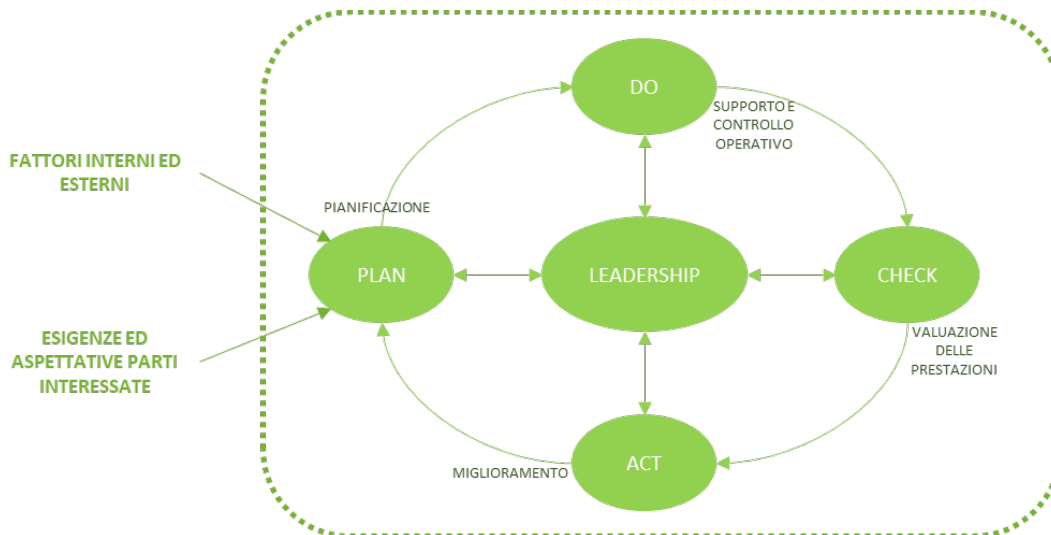 DO
SUPPORTO E
CONTROLLO
OPERATIVO
FATTORI INTERNI ED
ESTERNI
PIANIFICAZIONE
PLAN
LEADERSHIP
CHECK
ESIGENZE ED
ASPETTATIVE PARTI
INTERESSATE
VALUAZIONE
DELLE
PRESTAZIONI
MIGLIORAMENTO
ACT